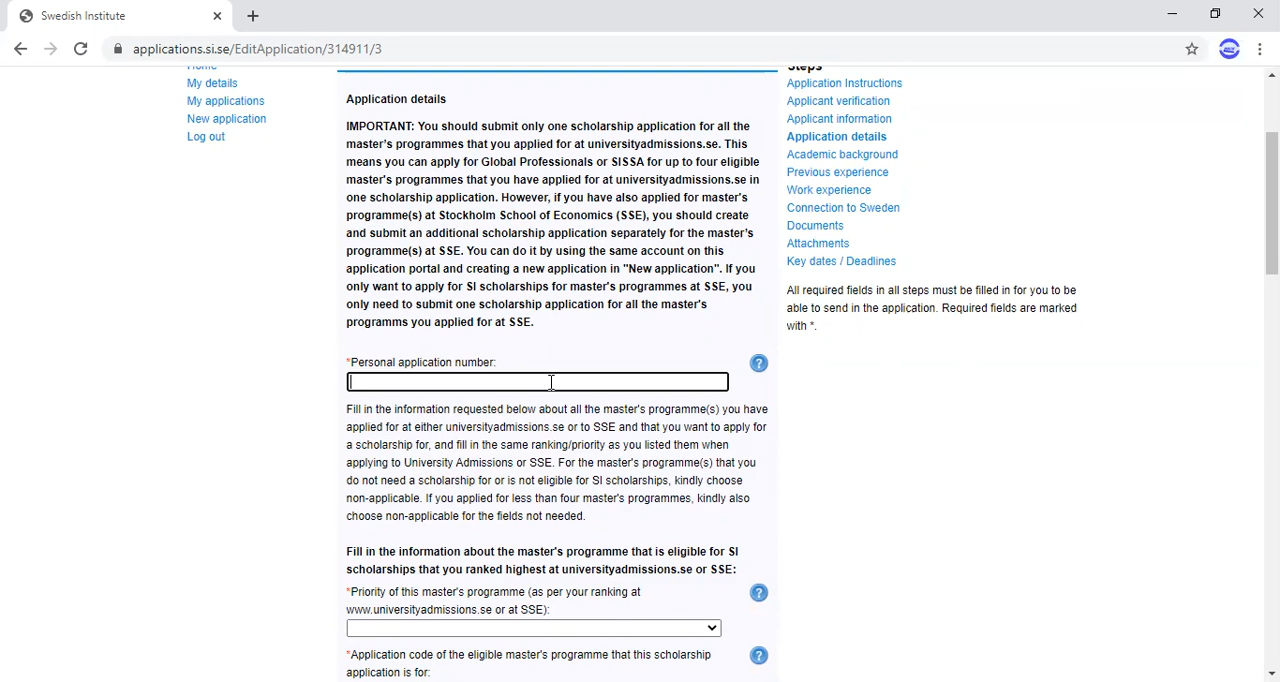 Swedish Institute
applications.si.se/EditApplication/314911/3
Home
My details
My applications
New application
Log out
Application details
IMPORTANT: You should submit only one scholarship application for all the
master's programmes that you applied for at universityadmissions.se. This
means you can apply for Global Professionals or SISSA for up to four eligible
master's programmes that you have applied for at universityadmissions.se in
one scholarship application. However, if you have also applied for master's
programme(s) at Stockholm School of Economics (SSE), you should create
and submit an additional scholarship application separately for the master's
programme(s) at SSE. You can do it by using the same account on this
application portal and creating a new application in "New application". If you
only want to apply for SI scholarships for master's programmes at SSE, you
only need to submit one scholarship application for all the master's
programms you applied for at SSE.
*Personal application number:
Fill in the information requested below about all the master's programme(s) you have
applied for at either universityadmissions.se or to SSE and that you want to apply for
a scholarship for, and fill in the same ranking/priority as you listed them when
applying to University Admissions or SSE. For the master's programme(s) that you
do not need a scholarship for or is not eligible for SI scholarships, kindly choose
non-applicable. If you applied for less than four master's programmes, kindly also
choose non-applicable for the fields not needed.
Fill in the information about the master's programme that is eligible for SI
scholarships that you ranked highest at universityadmissions.se or SSE:
*Priority of this master's programme (as per your ranking at
www.universityadmissions.se or at SSE):
*Application code of the eligible master's programme that this scholarship
application is for:
Steps
Application Instructions
Applicant verification
Applicant information
Application details
Academic background
Previous experience
Work experience
Connection to Sweden
Documents
Attachments
Key dates / Deadlines
All required fields in all steps must be filled in for you to be
able to send in the application. Required fields are marked
with *.